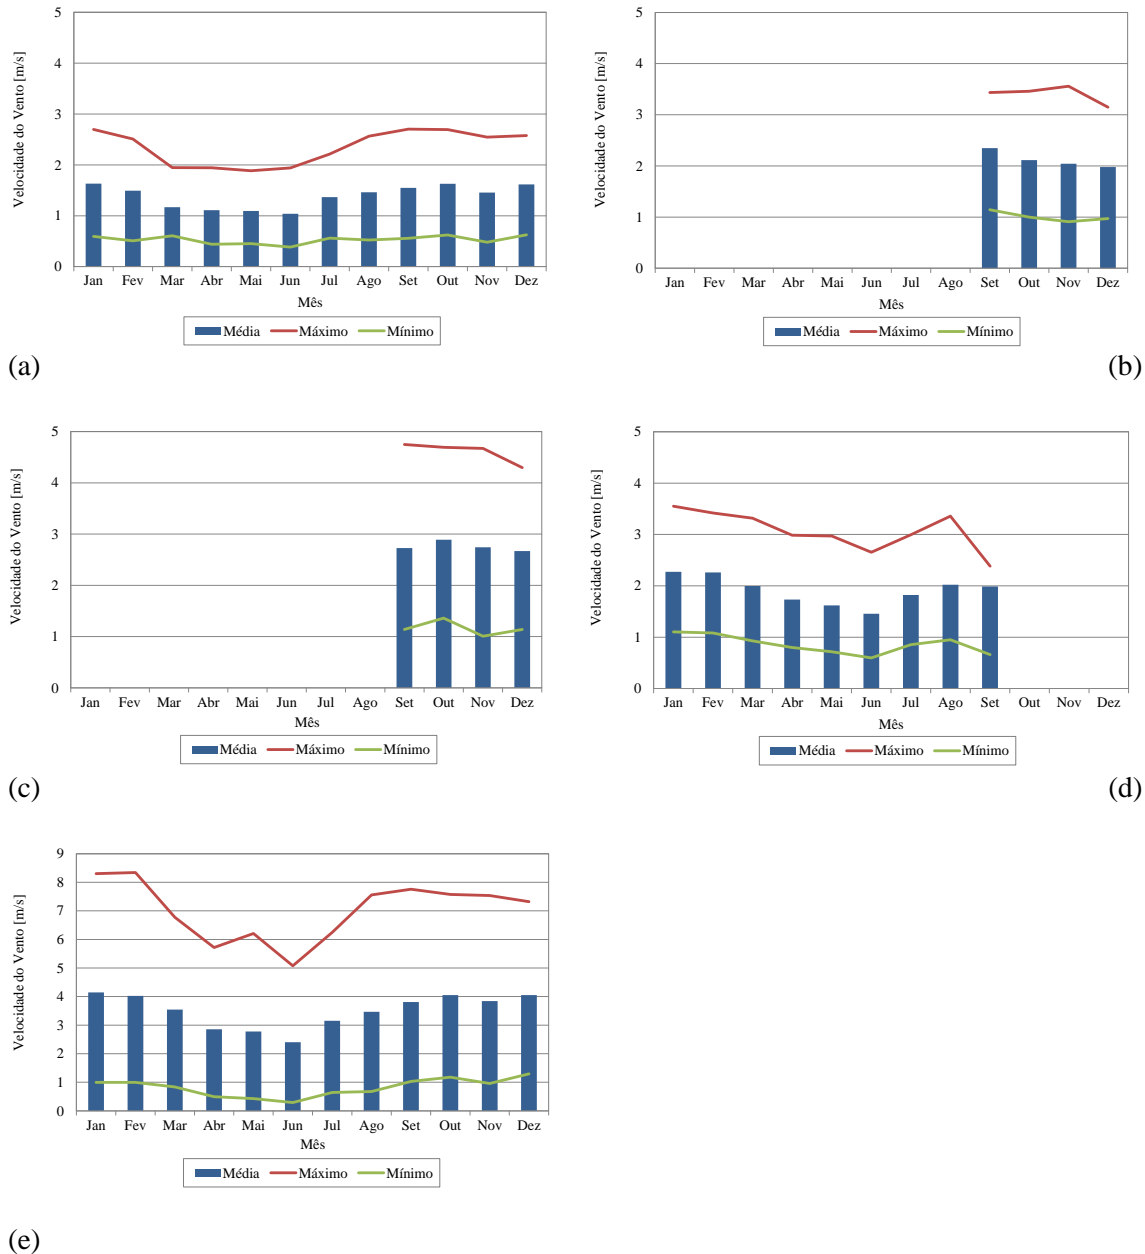 Velocidade do Vento [m/s]
5
4
3
2
1
0
Jan Fev Mar Abr Mai Jun Jul Ago Set Out Nov Dez
Mês
Média Máximo Mínimo
(a)
Velocidade do Vento [m/s]
5
4
3
2
1
0
Jan Fev Mar Abr Mai Jun Jul Ago Set Out Nov Dez
Mês
Média Máximo Mínimo
(b)
Velocidade do Vento [m/s]
5
4
3
2
1
0
Jan Fev Mar Abr Mai Jun Jul Ago Set Out Nov Dez
Mês
Média Máximo Mínimo
(c)
Velocidade do Vento [m/s]
5
4
3
2
1
0
Jan Fev Mar Abr Mai Jun Jul Ago Set Out Nov Dez
Mês
Média Máximo Mínimo
(d)
Velocidade do Vento [m/s]
9
8
7
6
5
4
3
2
1
0
Jan Fev Mar Abr Mai Jun Jul Ago Set Out Nov Dez
Mês
Média Máximo Mínimo
(e)